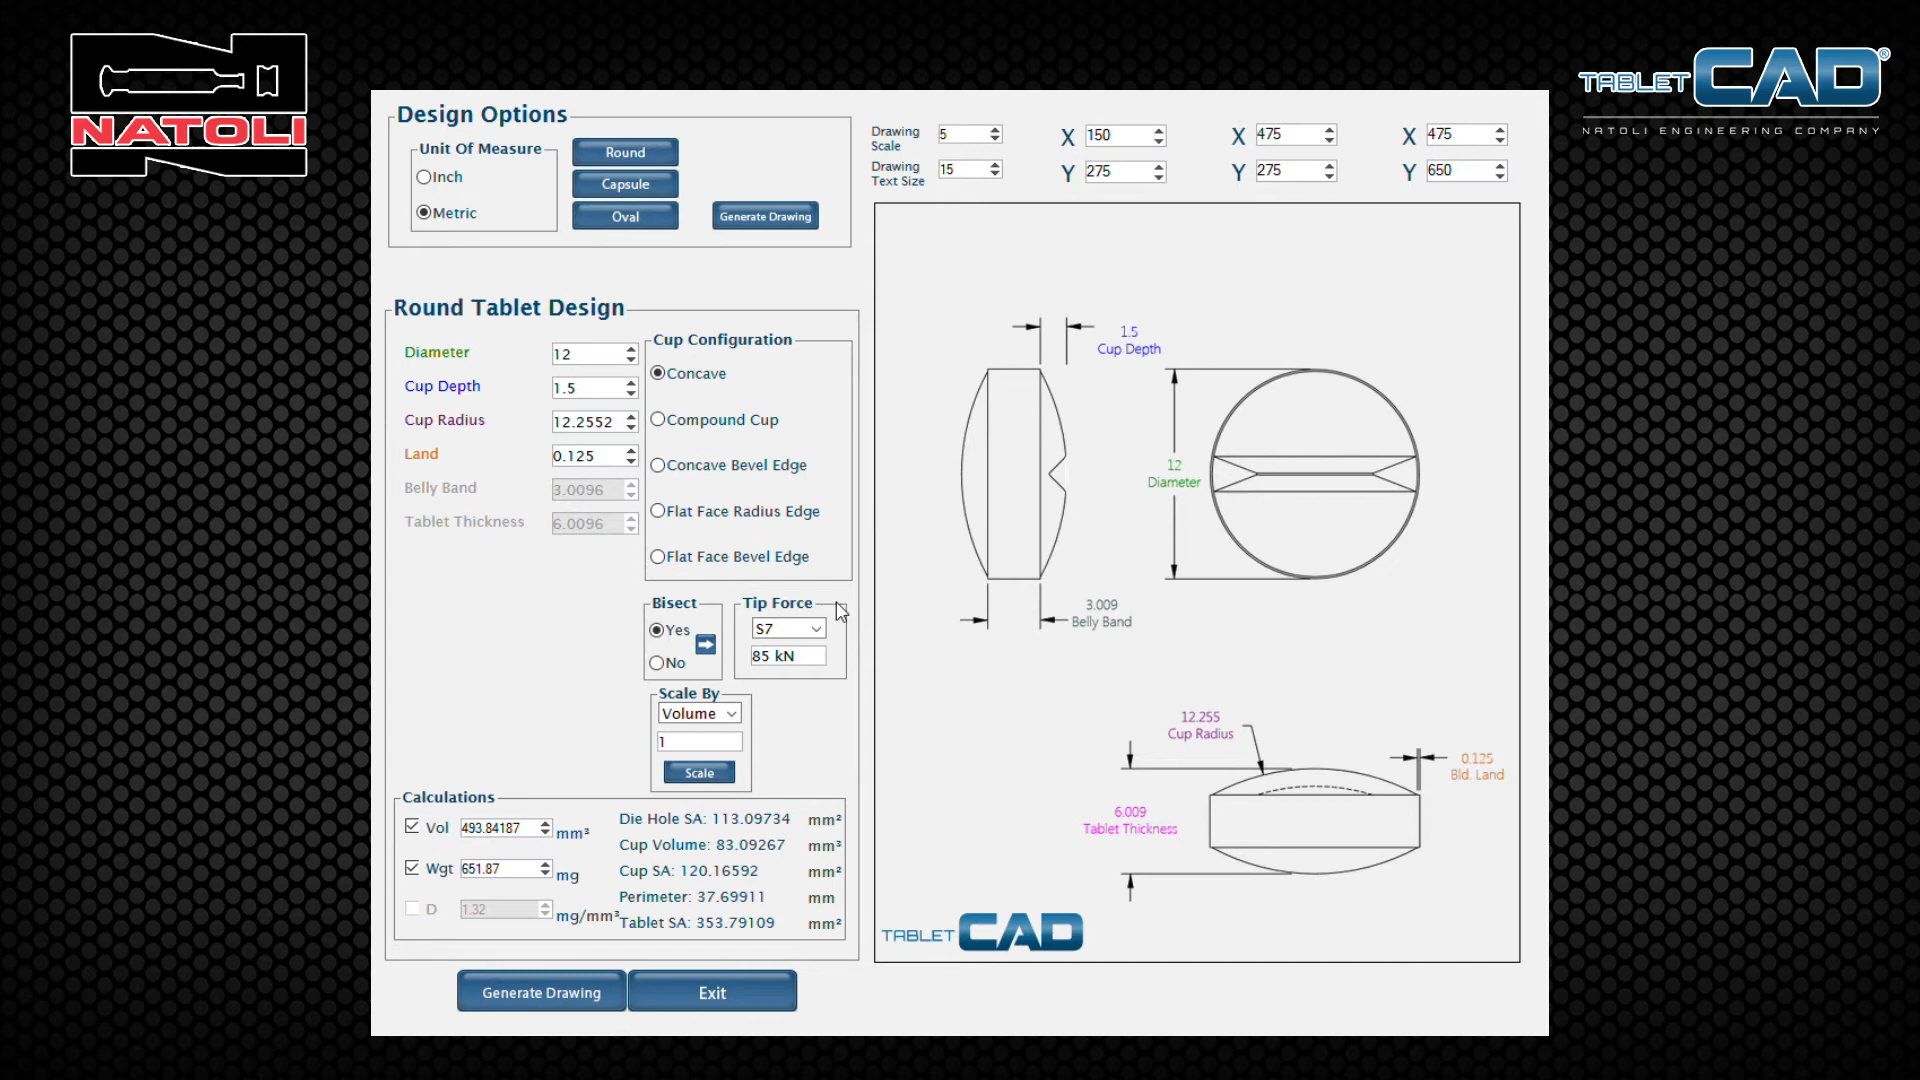 NATOLI
TABLET CAD®
NATOLI ENGINEERING COMPANY
Design Options
Unit Of Measure
Inch
Metric
Round
Capsule
Oval
Generate Drawing
Drawing Scale 5
Drawing Text Size 15
X 150
Y 275
X 475
Y 275
X 475
Y 650
Round Tablet Design
Diameter 12
Cup Depth 1.5
Cup Radius 12.2552
Land 0.125
Belly Band 3.0096
Tablet Thickness 6.0096
Cup Configuration
Concave
Compound Cup
Concave Bevel Edge
Flat Face Radius Edge
Flat Face Bevel Edge
Bisect
Yes
No
Tip Force
S7
85 kN
Scale By
Volume
1
Scale
Calculations
Vol 493.84187 mm³
Wgt 651.87 mg
D 1.32 mg/mm³
Die Hole SA: 113.09734 mm²
Cup Volume: 83.09267 mm³
Cup SA: 120.16592 mm²
Perimeter: 37.69911 mm
Tablet SA: 353.79109 mm²
Generate Drawing
Exit
1.5
Cup Depth
12
Diameter
3.009
Belly Band
12.255
Cup Radius
0.125
Bld. Land
6.009
Tablet Thickness
TABLET CAD